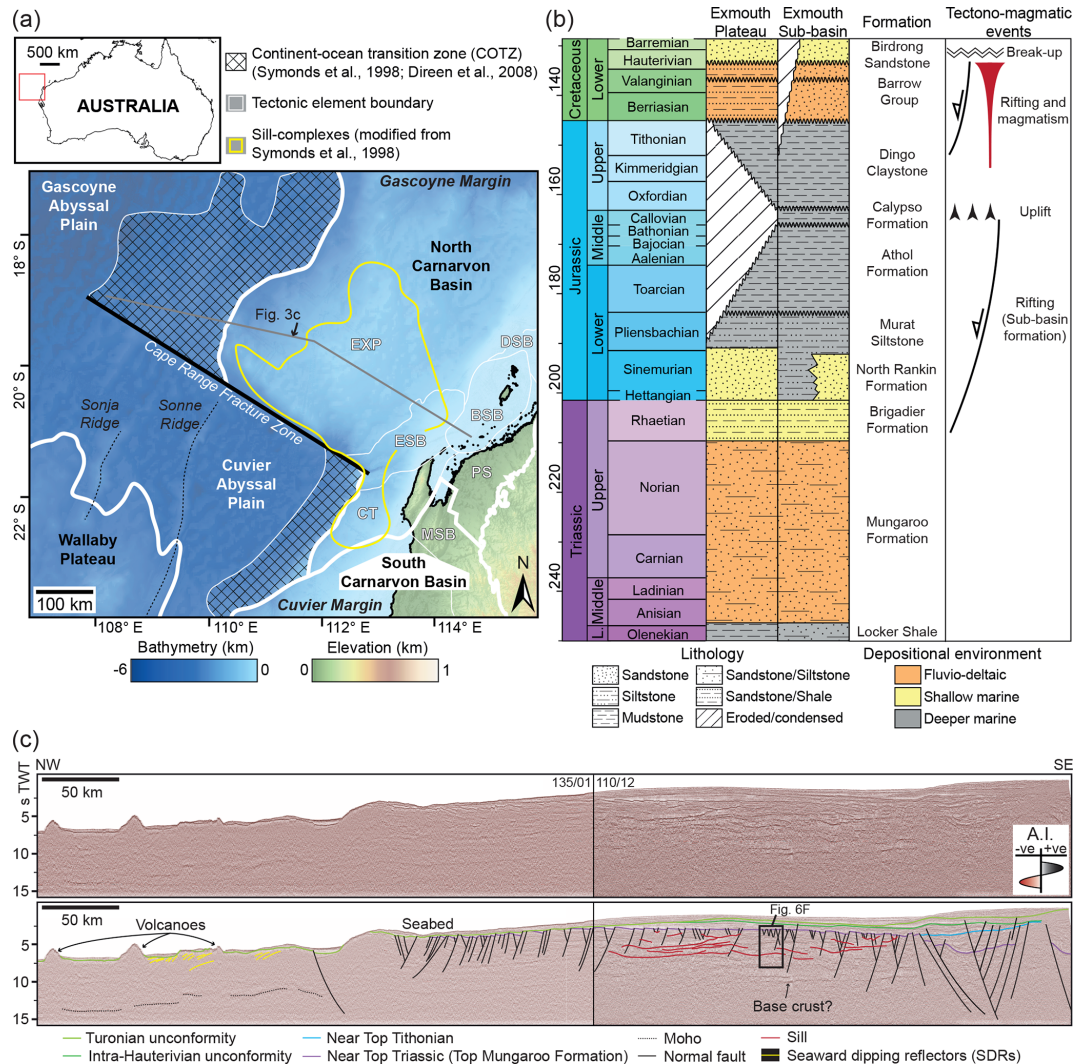 (a)
500 km
AUSTRALIA
Continent-ocean transition zone (COTZ)
(Symonds et al., 1998; Direen et al., 2008)
Tectonic element boundary
Sill-complexes (modified from
Symonds et al., 1998)
Gascoyne
Abyssal
Plain
Gascoyne Margin
North
Carnarvon
Basin
Fig. 3c
EXP
DSB
Cape Range Fracture Zone
Sonja
Ridge
Sonne
Ridge
BSB
ESB
PS
Cuvier
Abyssal
Plain
CT
MSB
Wallaby
Plateau
South
Carnarvon Basin
N
100 km
Cuvier Margin
18° S
20° S
22° S
108° E
110° E
112° E
114° E
Bathymetry (km)
Elevation (km)
-6
0
0
1
(b)
Exmouth
Plateau
Exmouth
Sub-basin
Formation
Tectono-magmatic
events
140
160
180
200
220
240
Cretaceous
Lower
Barremian
Hauterivian
Valanginian
Berriasian
Jurassic
Upper
Tithonian
Kimmeridgian
Oxfordian
Middle
Callovian
Bathonian
Bajocian
Aalenian
Lower
Toarcian
Pliensbachian
Sinemurian
Hettangian
Triassic
Upper
Rhaetian
Norian
Carnian
Middle
Ladinian
Anisian
L.
Olenekian
Birdrong
Sandstone
Barrow
Group
Dingo
Claystone
Calypso
Formation
Athol
Formation
Murat
Siltstone
North Rankin
Formation
Brigadier
Formation
Mungaroo
Formation
Locker Shale
Break-up
Rifting and
magmatism
Uplift
Rifting
(Sub-basin
formation)
Lithology
Sandstone
Siltstone
Mudstone
Sandstone/Siltstone
Sandstone/Shale
Eroded/condensed
Depositional environment
Fluvio-deltaic
Shallow marine
Deeper marine
(c)
NW
SE
50 km
135/01
110/12
s TWT
5
10
15
A.I.
-ve +ve
50 km
Volcanoes
Seabed
Fig. 6F
Base crust?
5
10
15
Turonian unconformity
Near Top Tithonian
Moho
Sill
Intra-Hauterivian unconformity
Near Top Triassic (Top Mungaroo Formation)
Normal fault
Seaward dipping reflectors (SDRs)